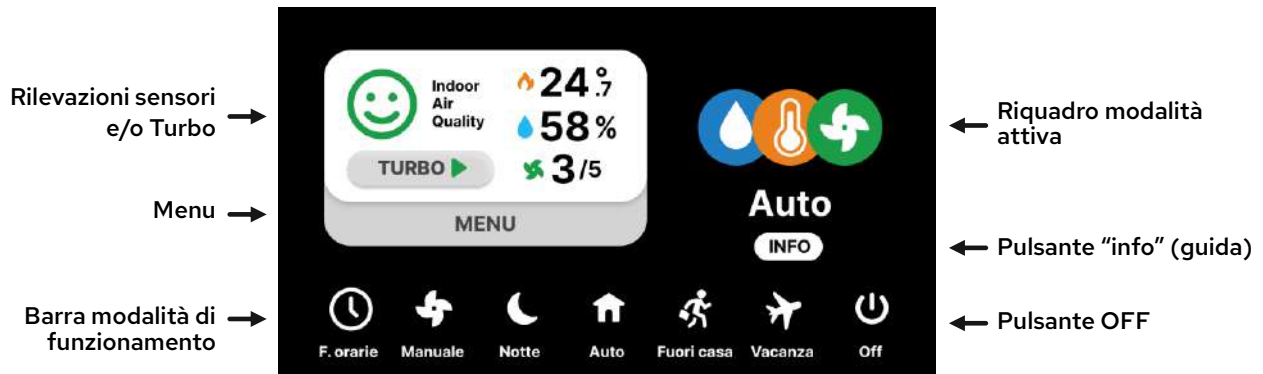 Rilevazioni sensori
e/o Turbo
Menu
Barra modalità di
funzionamento
Indoor
Air
Quality
24°.7
58%
TURBO
3/5
MENU
Auto
INFO
F. orarie Manuale Notte Auto Fuori casa Vacanza Off
Riquadro modalità
attiva
Pulsante “info” (guida)
Pulsante OFF